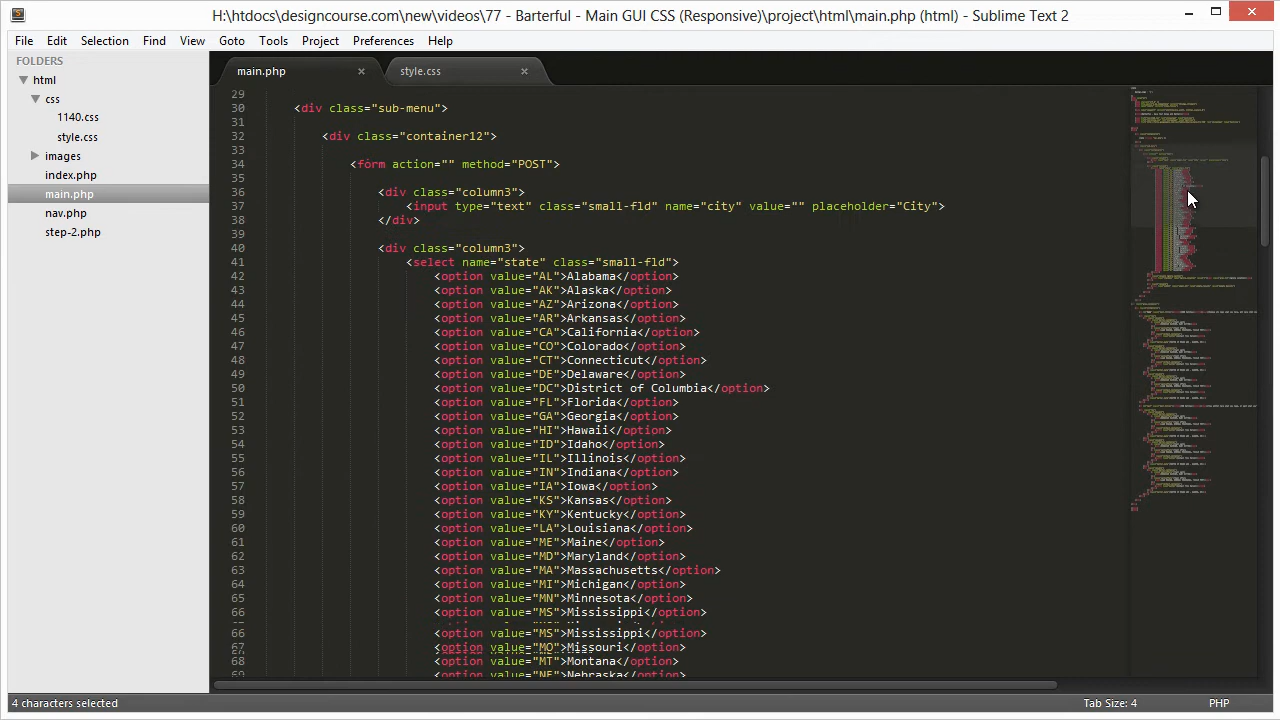 H:\htdocs\designcourse.com\new\videos\77 - Barterful - Main GUI CSS (Responsive)\project\html\main.php (html) - Sublime Text 2
File Edit Selection Find View Goto Tools Project Preferences Help
FOLDERS
html
css
1140.css
style.css
images
index.php
main.php
nav.php
step-2.php
main.php × style.css ×
29
30 <div class="sub-menu">
31
32 <div class="container12">
33
34 <form action="" method="POST">
35
36 <div class="column3">
37 <input type="text" class="small-fld" name="city" value="" placeholder="City">
38 </div>
39
40 <div class="column3">
41 <select name="state" class="small-fld">
42 <option value="AL">Alabama</option>
43 <option value="AK">Alaska</option>
44 <option value="AZ">Arizona</option>
45 <option value="AR">Arkansas</option>
46 <option value="CA">California</option>
47 <option value="CO">Colorado</option>
48 <option value="CT">Connecticut</option>
49 <option value="DE">Delaware</option>
50 <option value="DC">District of Columbia</option>
51 <option value="FL">Florida</option>
52 <option value="GA">Georgia</option>
53 <option value="HI">Hawaii</option>
54 <option value="ID">Idaho</option>
55 <option value="IL">Illinois</option>
56 <option value="IN">Indiana</option>
57 <option value="IA">Iowa</option>
58 <option value="KS">Kansas</option>
59 <option value="KY">Kentucky</option>
60 <option value="LA">Louisiana</option>
61 <option value="ME">Maine</option>
62 <option value="MD">Maryland</option>
63 <option value="MA">Massachusetts</option>
64 <option value="MI">Michigan</option>
65 <option value="MN">Minnesota</option>
66 <option value="MS">Mississippi</option>
66 <option value="MS">Mississippi</option>
67 <option value="MO">Missouri</option>
68 <option value="MT">Montana</option>
69 <option value="NE">Nebraska</option>
4 characters selected Tab Size: 4 PHP